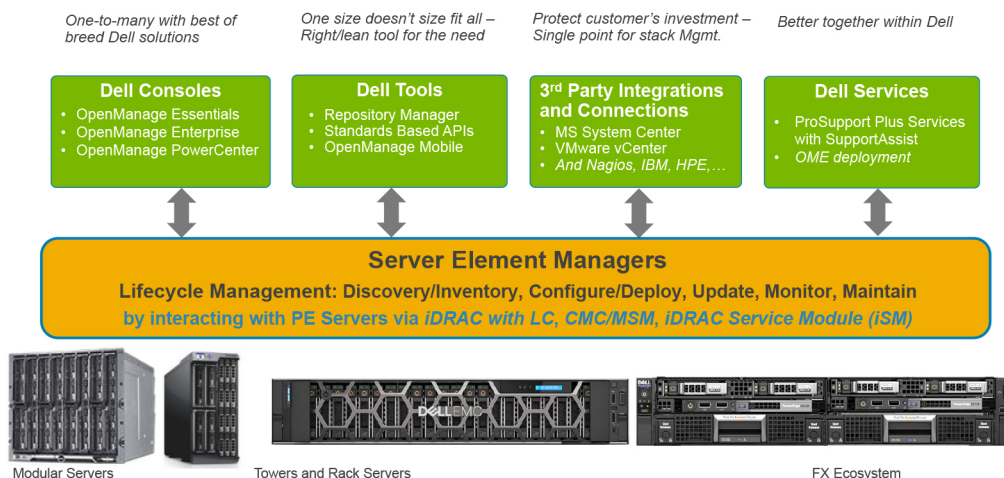 One-to-many with best of
breed Dell solutions
One size doesn't size fit all –
Right/lean tool for the need
Protect customer's investment –
Single point for stack Mgmt.
Better together within Dell
Dell Consoles
• OpenManage Essentials
• OpenManage Enterprise
• OpenManage PowerCenter
Dell Tools
• Repository Manager
• Standards Based APIs
• OpenManage Mobile
3rd Party Integrations
and Connections
• MS System Center
• VMware vCenter
• And Nagios, IBM, HPE,…
Dell Services
• ProSupport Plus Services
with SupportAssist
• OME deployment
Server Element Managers
Lifecycle Management: Discovery/Inventory, Configure/Deploy, Update, Monitor, Maintain
by interacting with PE Servers via iDRAC with LC, CMC/MSM, iDRAC Service Module (iSM)
DELL EMC
DELL
Modular Servers
Towers and Rack Servers
FX Ecosystem